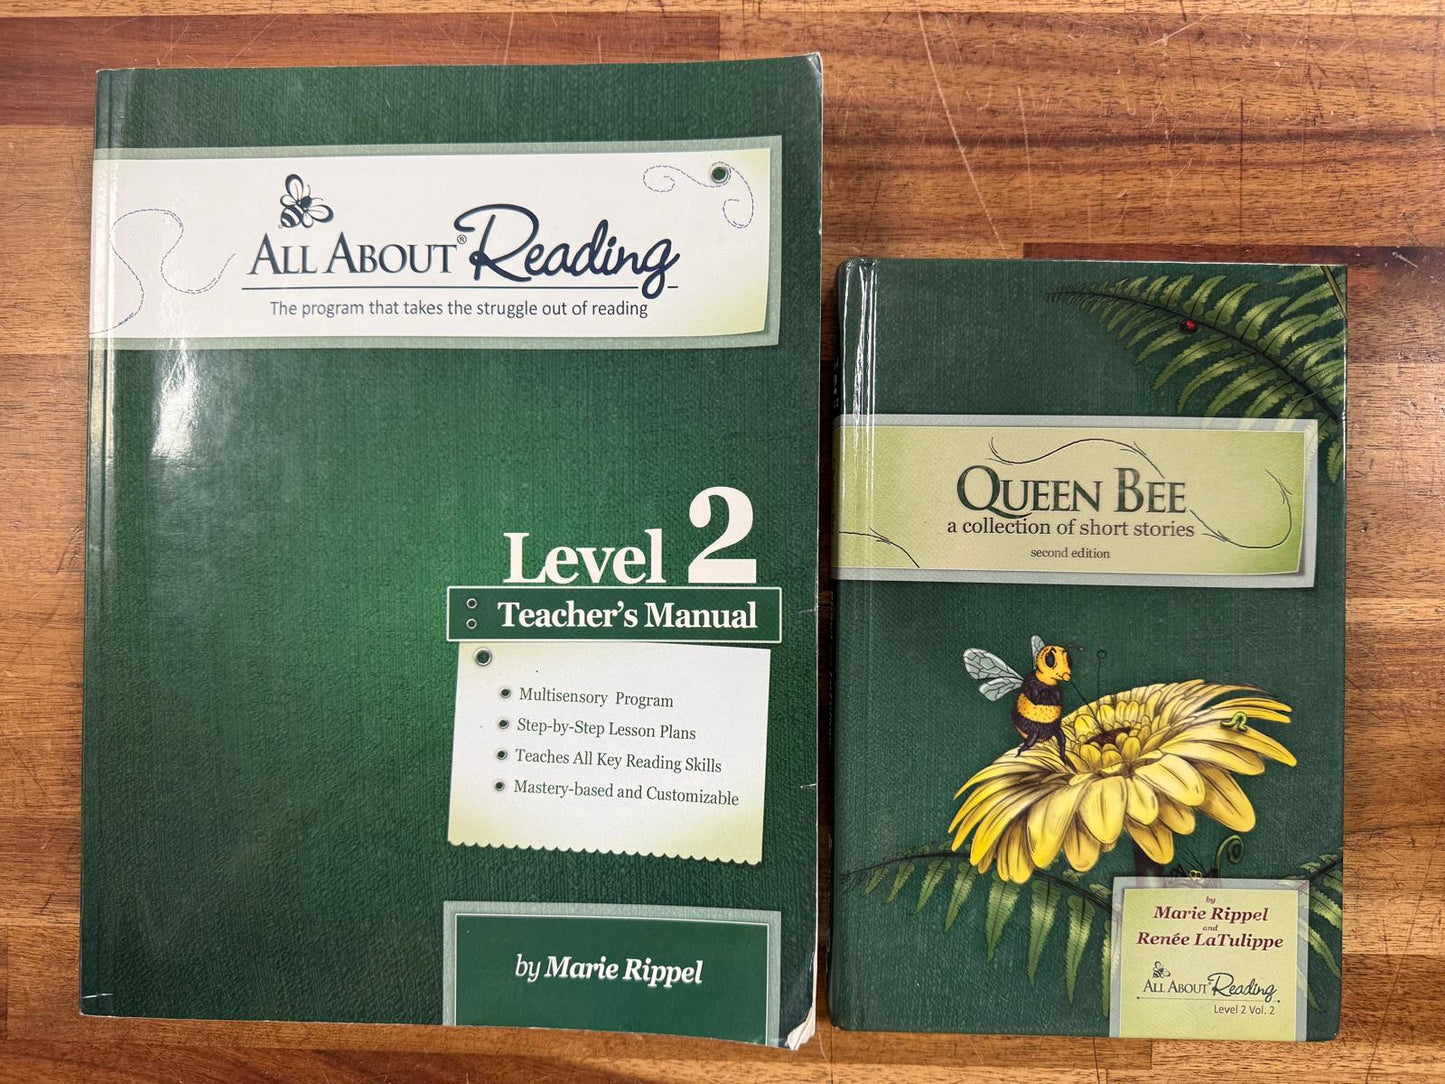 ALL ABOUT® Reading
The program that takes the struggle out of reading
Level 2
Teacher's Manual
Multisensory Program
Step-by-Step Lesson Plans
Teaches All Key Reading Skills
Mastery-based and Customizable
by Marie Rippel
QUEEN BEE
a collection of short stories
second edition
by
Marie Rippel
and
Renée LaTulippe
ALL ABOUT® Reading
Level 2 Vol. 2